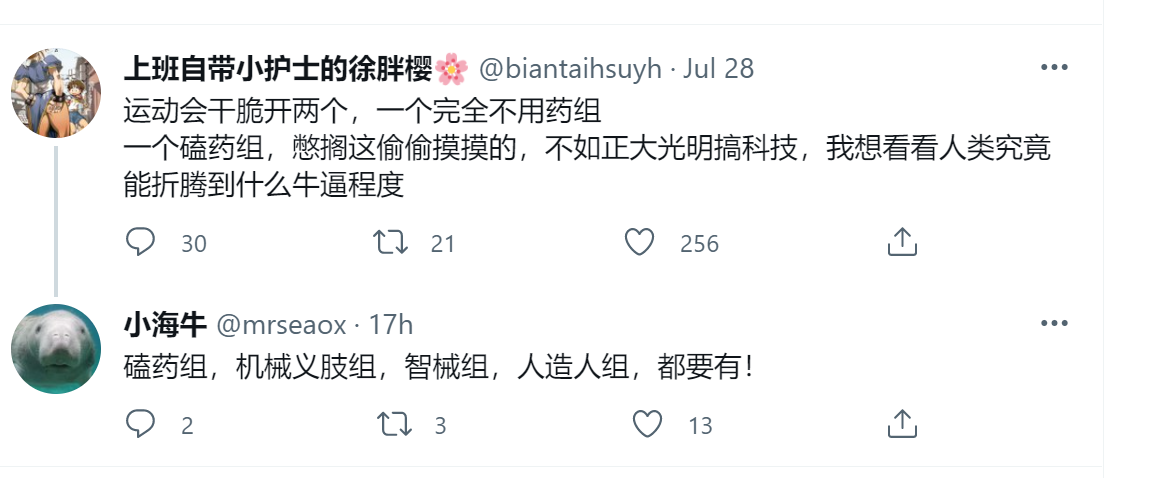 上班自带小护士的徐胖樱🌸 @biantaihsuyh · Jul 28
运动会干脆开两个，一个完全不用药组
一个磕药组，憋搁这偷偷摸摸的，不如正大光明搞科技，我想看看人类究竟
能折腾到什么牛逼程度
30 21 256
小海牛 @mrseaox · 17h
磕药组，机械义肢组，智械组，人造人组，都要有！
2 3 13